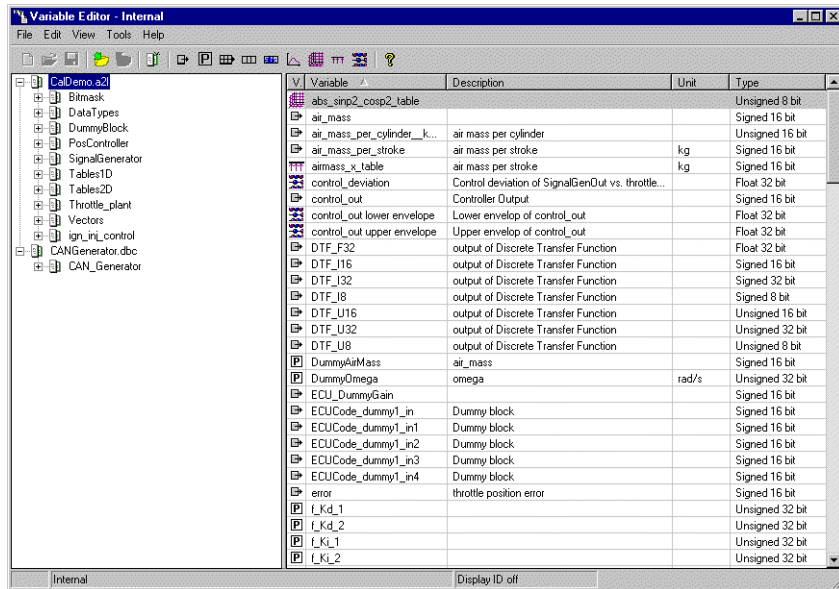 Variable Editor - Internal
File Edit View Tools Help
CalDemo.a2l
Bitmask
DataTypes
DummyBlock
PosController
SignalGenerator
Tables1D
Tables2D
Throttle_plant
Vectors
ign_inj_control
CANGenerator.dbc
CAN_Generator
V. Variable Description Unit Type
abs_sinp2_cosp2_table Unsigned 8 bit
air_mass Signed 16 bit
air_mass_per_cylinder__k... air mass per cylinder Unsigned 16 bit
air_mass_per_stroke air mass per stroke kg Signed 16 bit
airmass_x_table air mass per stroke kg Signed 16 bit
control_deviation Control deviation of SignalGenOut vs. throttle... Float 32 bit
control_out Controller Output Signed 16 bit
control_out lower envelope Lower envelop of control_out Float 32 bit
control_out upper envelope Upper envelop of control_out Float 32 bit
DTF_F32 output of Discrete Transfer Function Float 32 bit
DTF_I16 output of Discrete Transfer Function Signed 16 bit
DTF_I32 output of Discrete Transfer Function Signed 32 bit
DTF_I8 output of Discrete Transfer Function Signed 8 bit
DTF_U16 output of Discrete Transfer Function Unsigned 16 bit
DTF_U32 output of Discrete Transfer Function Unsigned 32 bit
DTF_U8 output of Discrete Transfer Function Unsigned 8 bit
P DummyAirMass air_mass Signed 16 bit
P DummyOmega omega rad/s Unsigned 32 bit
ECU_DummyGain Signed 16 bit
ECUCode_dummy1_in Dummy block Signed 16 bit
ECUCode_dummy1_in1 Dummy block Signed 16 bit
ECUCode_dummy1_in2 Dummy block Signed 16 bit
ECUCode_dummy1_in3 Dummy block Signed 16 bit
ECUCode_dummy1_in4 Dummy block Signed 16 bit
error throttle position error Signed 16 bit
P f_Kd_1 Unsigned 32 bit
P f_Kd_2 Unsigned 32 bit
P f_Ki_1 Unsigned 32 bit
P f_Ki_2 Unsigned 32 bit
Internal Display ID off